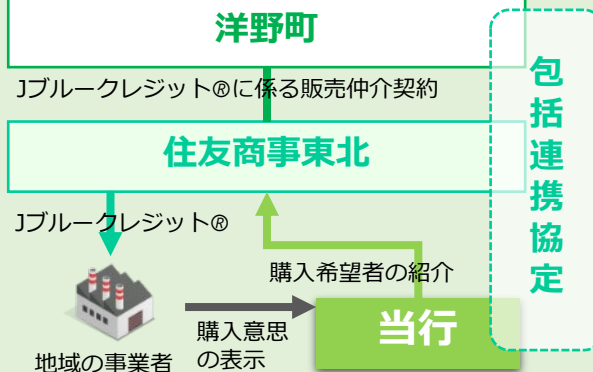 洋野町
Jブルークレジット®に係る販売仲介契約
住友商事東北
Jブルークレジット®
購入希望者の紹介
地域の事業者
購入意思
の表示
当行
包括連携協定